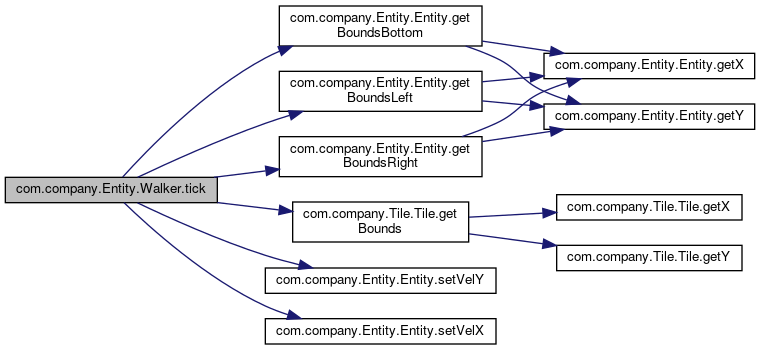 com.company.Entity.Walker.tick
com.company.Entity.Entity.get
BoundsBottom
com.company.Entity.Entity.get
BoundsLeft
com.company.Entity.Entity.get
BoundsRight
com.company.Tile.Tile.get
Bounds
com.company.Entity.Entity.setVelY
com.company.Entity.Entity.setVelX
com.company.Entity.Entity.getX
com.company.Entity.Entity.getY
com.company.Tile.Tile.getX
com.company.Tile.Tile.getY